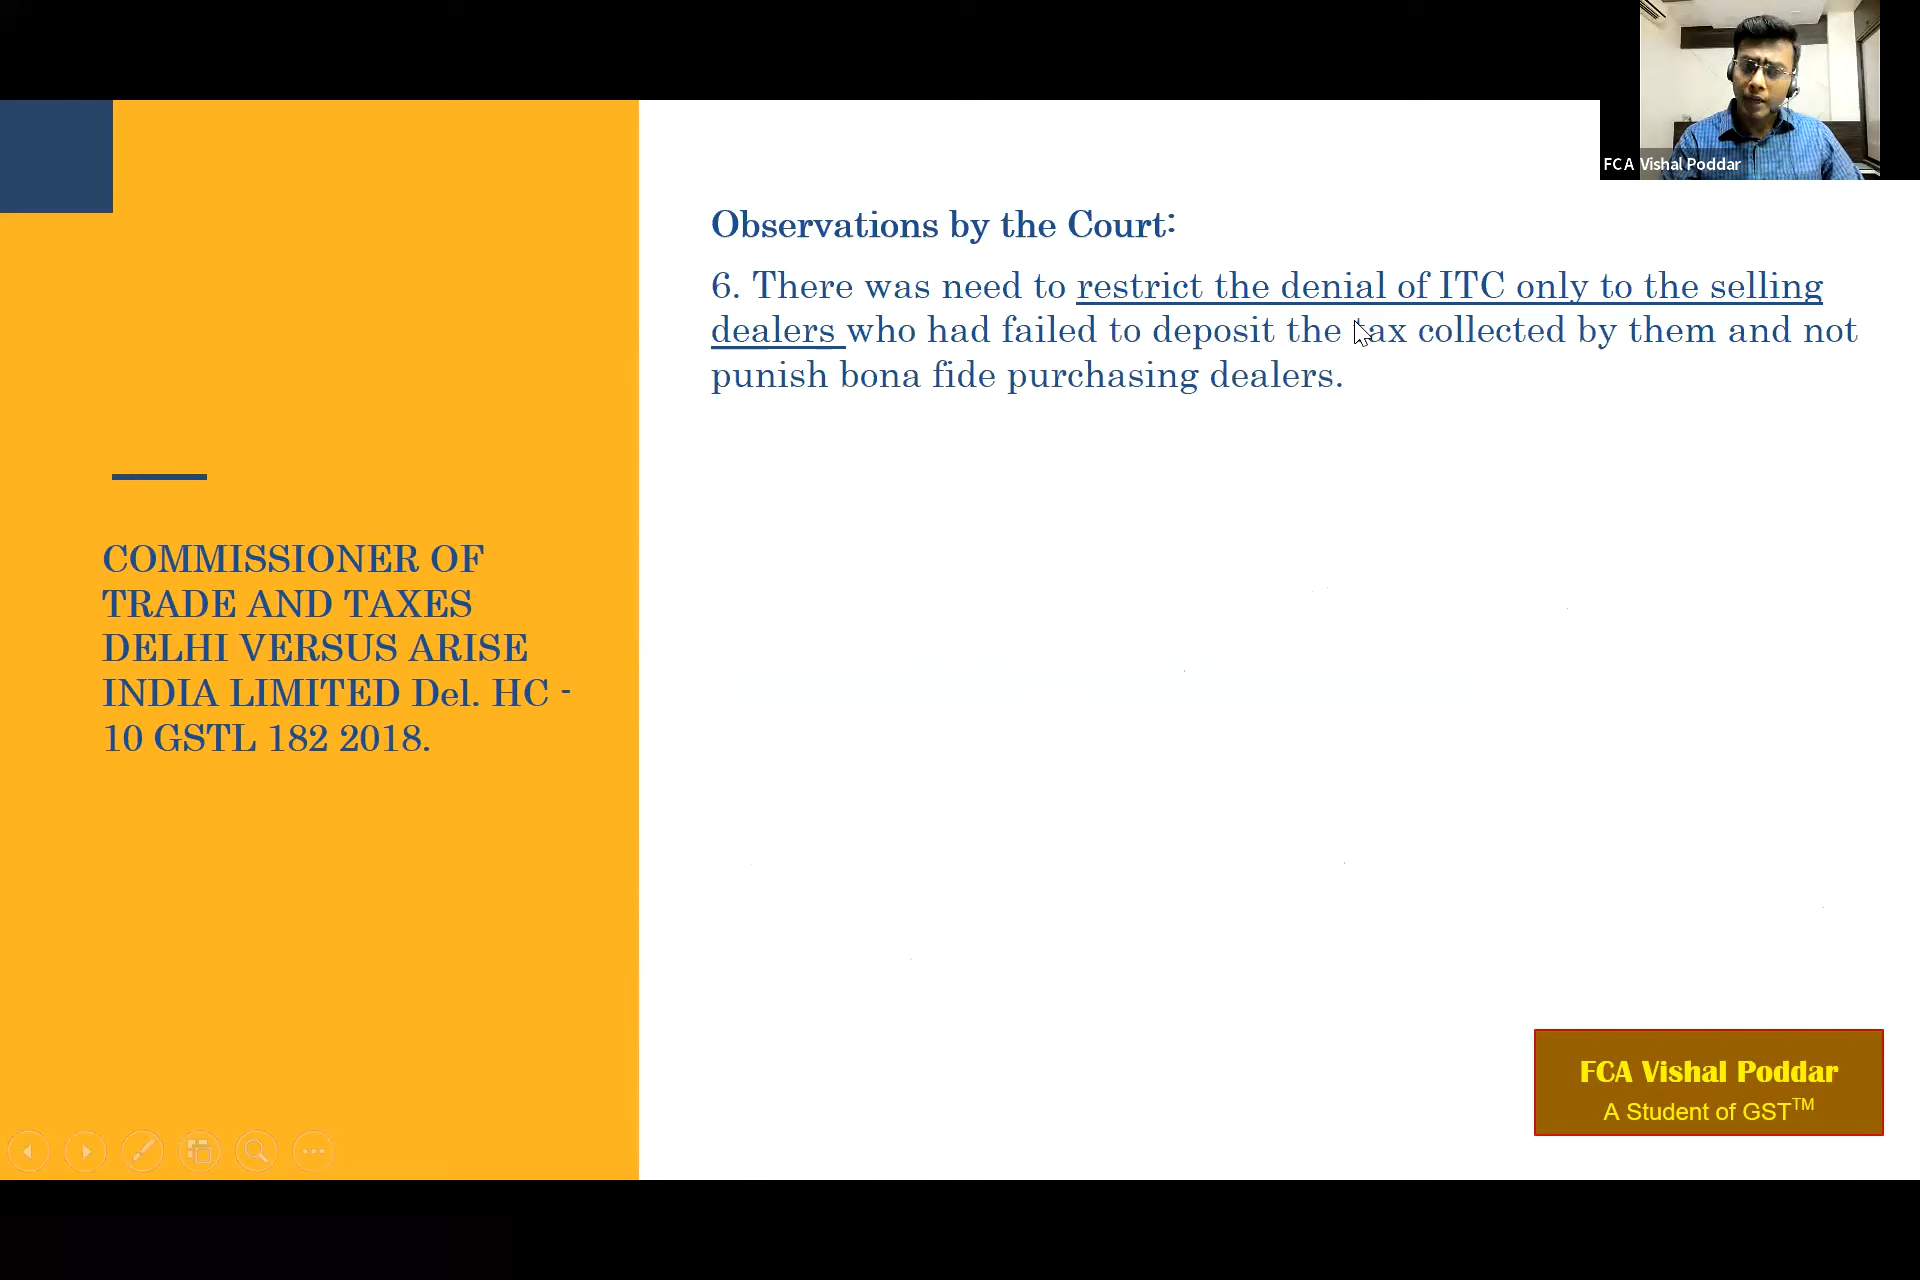 FCA Vishal Poddar
Observations by the Court:
6. There was need to restrict the denial of ITC only to the selling
dealers who had failed to deposit the tax collected by them and not
punish bona fide purchasing dealers.
COMMISSIONER OF
TRADE AND TAXES
DELHI VERSUS ARISE
INDIA LIMITED Del. HC -
10 GSTL 182 2018.
FCA Vishal Poddar
A Student of GST™